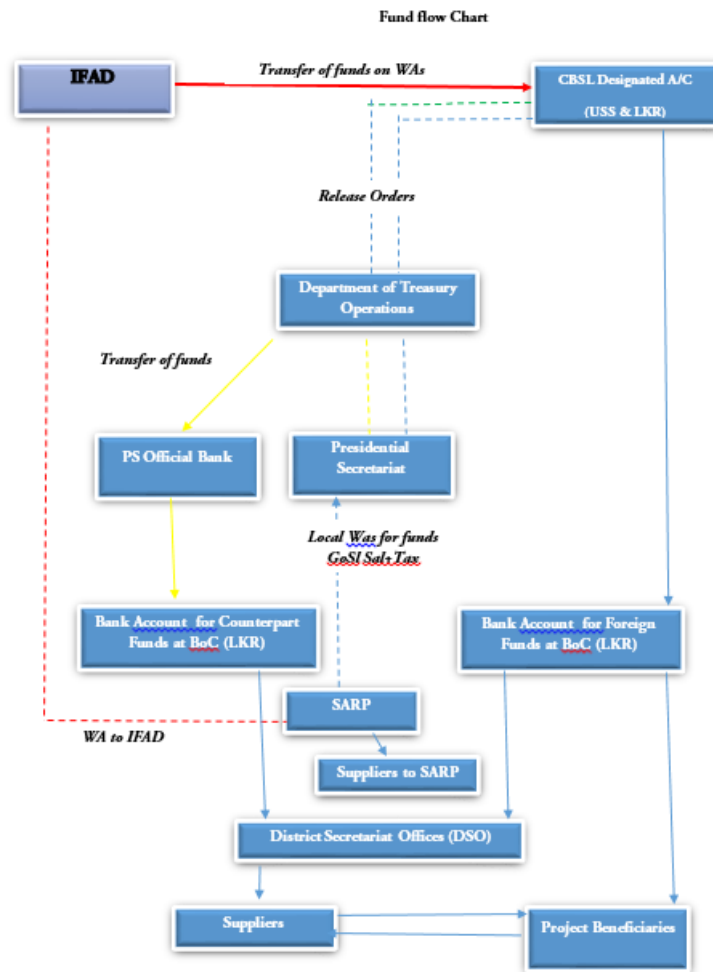 Fund flow Chart
IFAD
Transfer of funds on WAs
CBSL Designated A/C
(USS & LKR)
Release Orders
Department of Treasury
Operations
Transfer of funds
PS Official Bank
Presidential
Secretariat
Local Was for funds
GoSl Sal+Tax
Bank Account for Counterpart
Funds at BoC (LKR)
Bank Account for Foreign
Funds at BoC (LKR)
SARP
WA to IFAD
Suppliers to SARP
District Secretariat Offices (DSO)
Suppliers
Project Beneficiaries